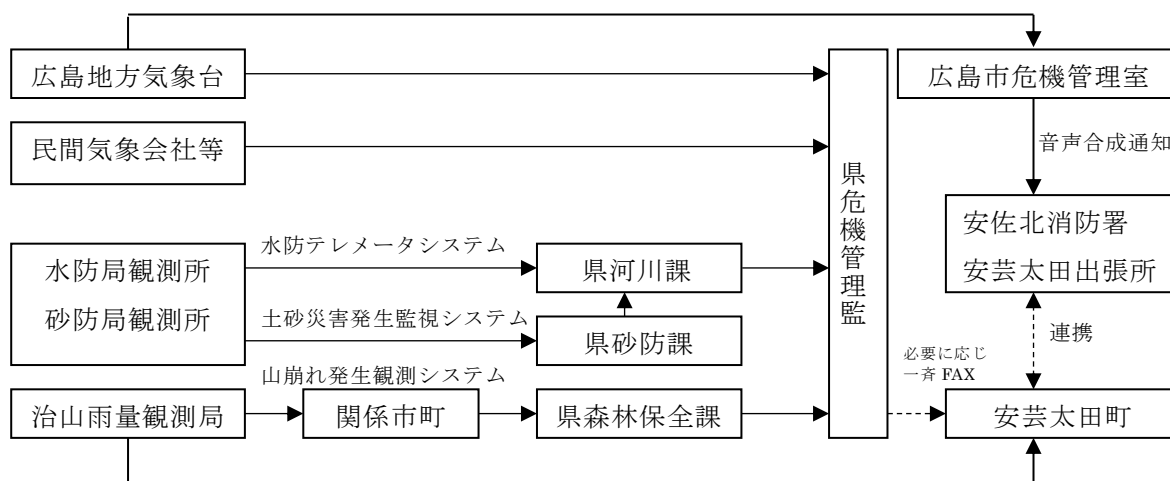 広島地方気象台
広島市危機管理室
民間気象会社等
音声合成通知
県危機管理監
安佐北消防署
安芸太田出張所
水防局観測所
砂防局観測所
水防テレメータシステム
県河川課
土砂災害発生監視システム
県砂防課
連携
必要に応じ
一斉 FAX
山崩れ発生観測システム
治山雨量観測局
関係市町
県森林保全課
安芸太田町